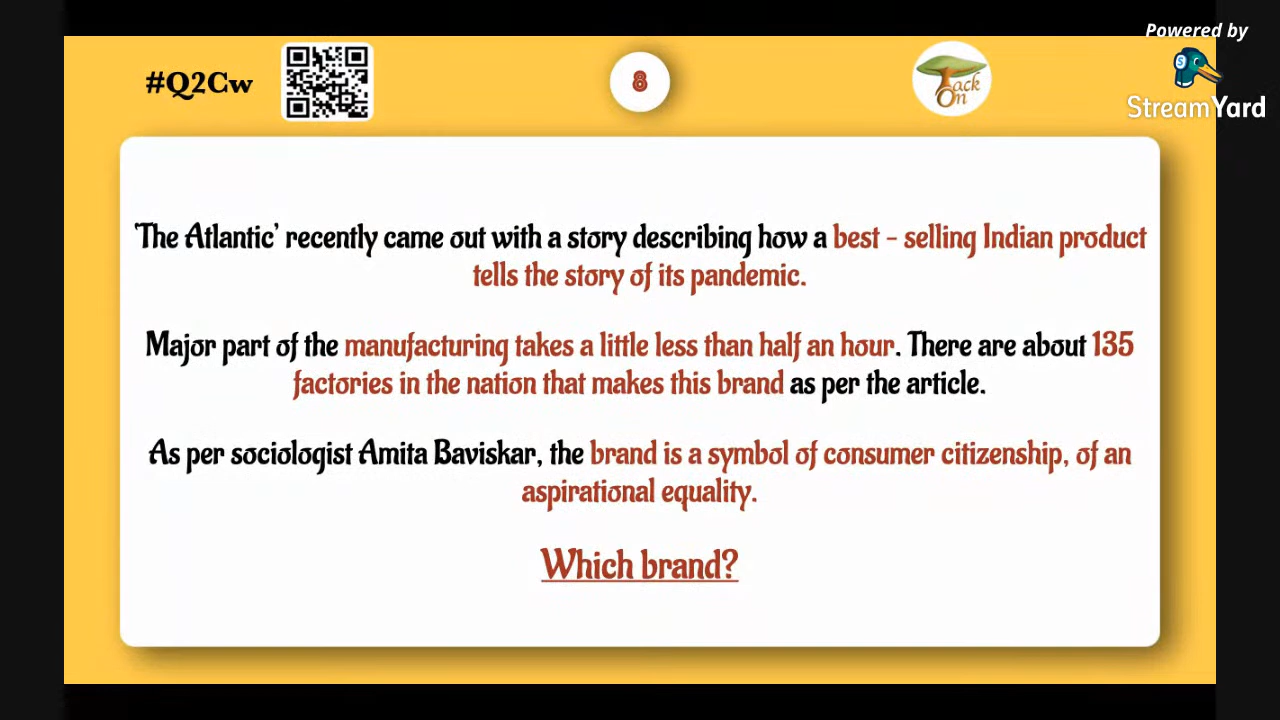 Powered by
#Q2Cw
8
Tack
On
StreamYard
‘The Atlantic’ recently came out with a story describing how a best - selling Indian product
tells the story of its pandemic.
Major part of the manufacturing takes a little less than half an hour. There are about 135
factories in the nation that makes this brand as per the article.
As per sociologist Amita Baviskar, the brand is a symbol of consumer citizenship, of an
aspirational equality.
Which brand?